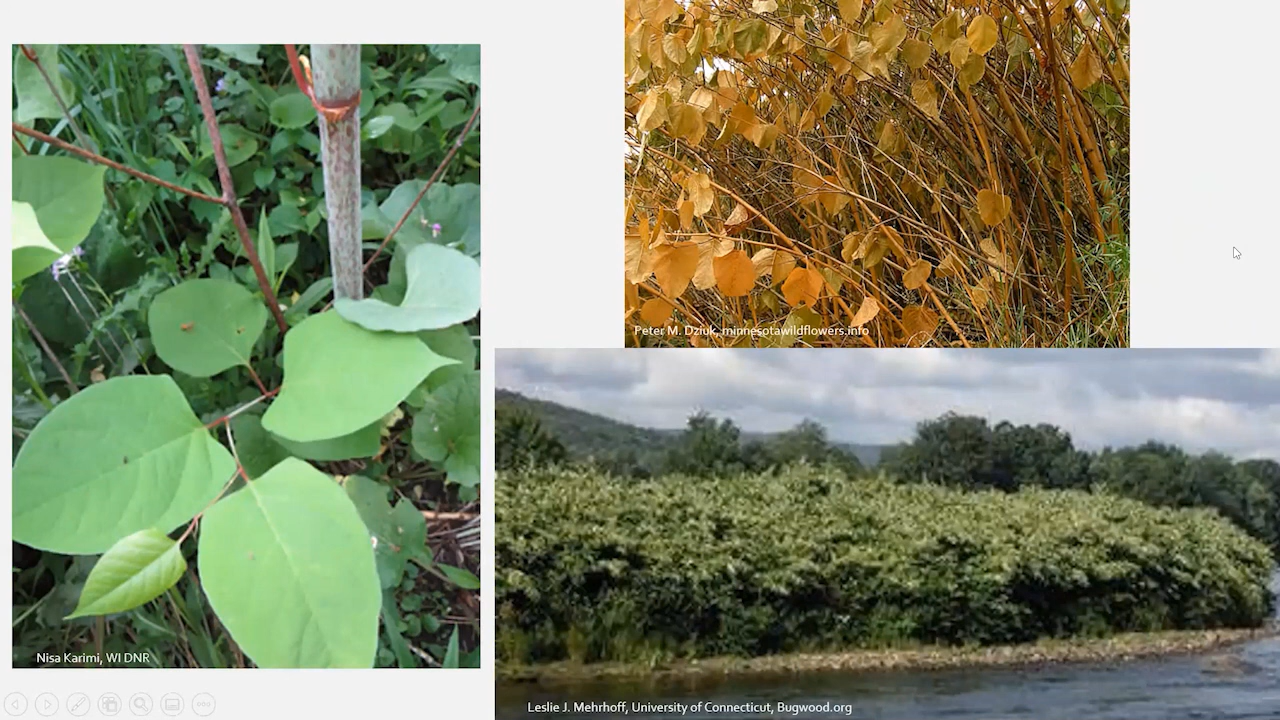 Peter M. Dziuk, minnesotawildflowers.info
Nisa Karimi, WI DNR
Leslie J. Mehrhoff, University of Connecticut, Bugwood.org